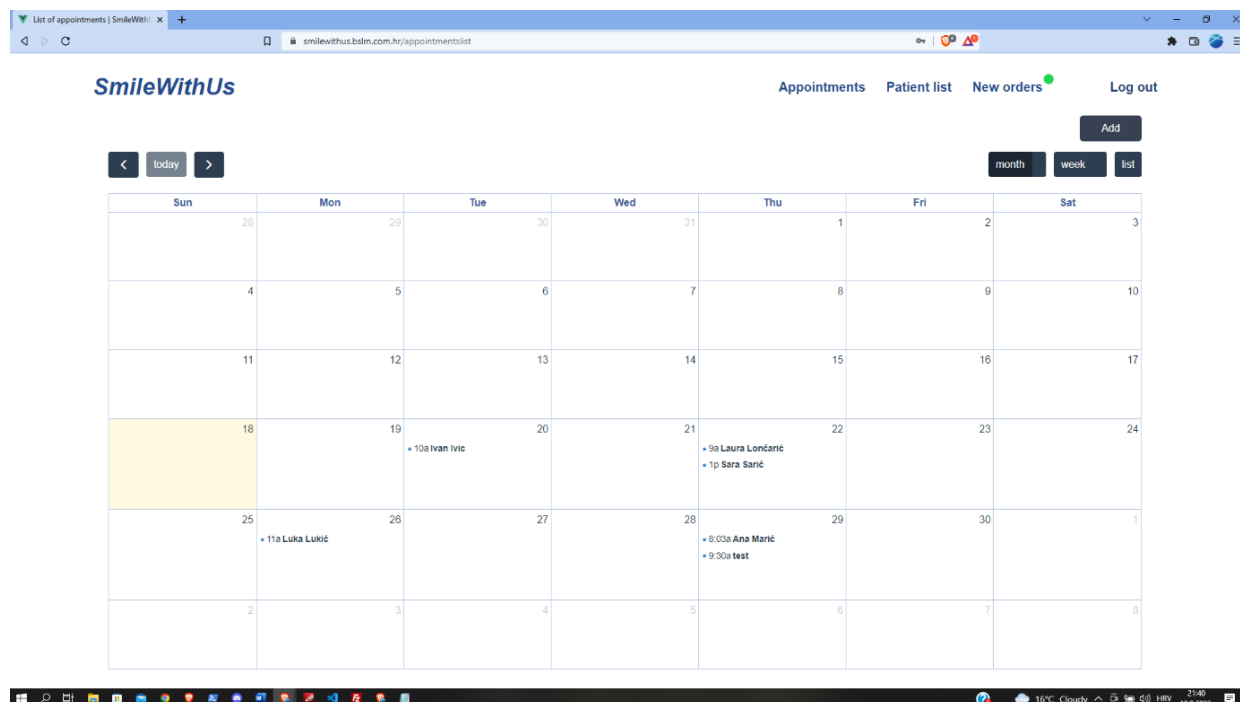 List of appointments | SmileWithU
smilewithus.bslm.com.hr/appointmentslist
SmileWithUs
Appointments Patient list New orders Log out
Add
today month week list
Sun Mon Tue Wed Thu Fri Sat
28 29 30 31 1 2 3
4 5 6 7 8 9 10
11 12 13 14 15 16 17
18 19 20 21 22 23 24
10a Ivan Ivic 9a Laura Lončarić
1p Sara Sarić
25 26 27 28 29 30 1
11a Luka Lukić 8:03a Ana Marić
9:30a test
2 3 4 5 6 7 8
16°C Cloudy HRV 21:40